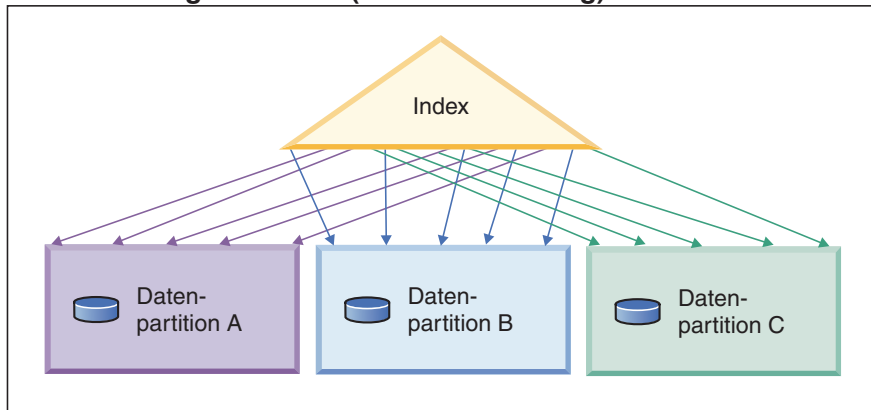 Index
Daten-
partition A
Daten-
partition B
Daten-
partition C